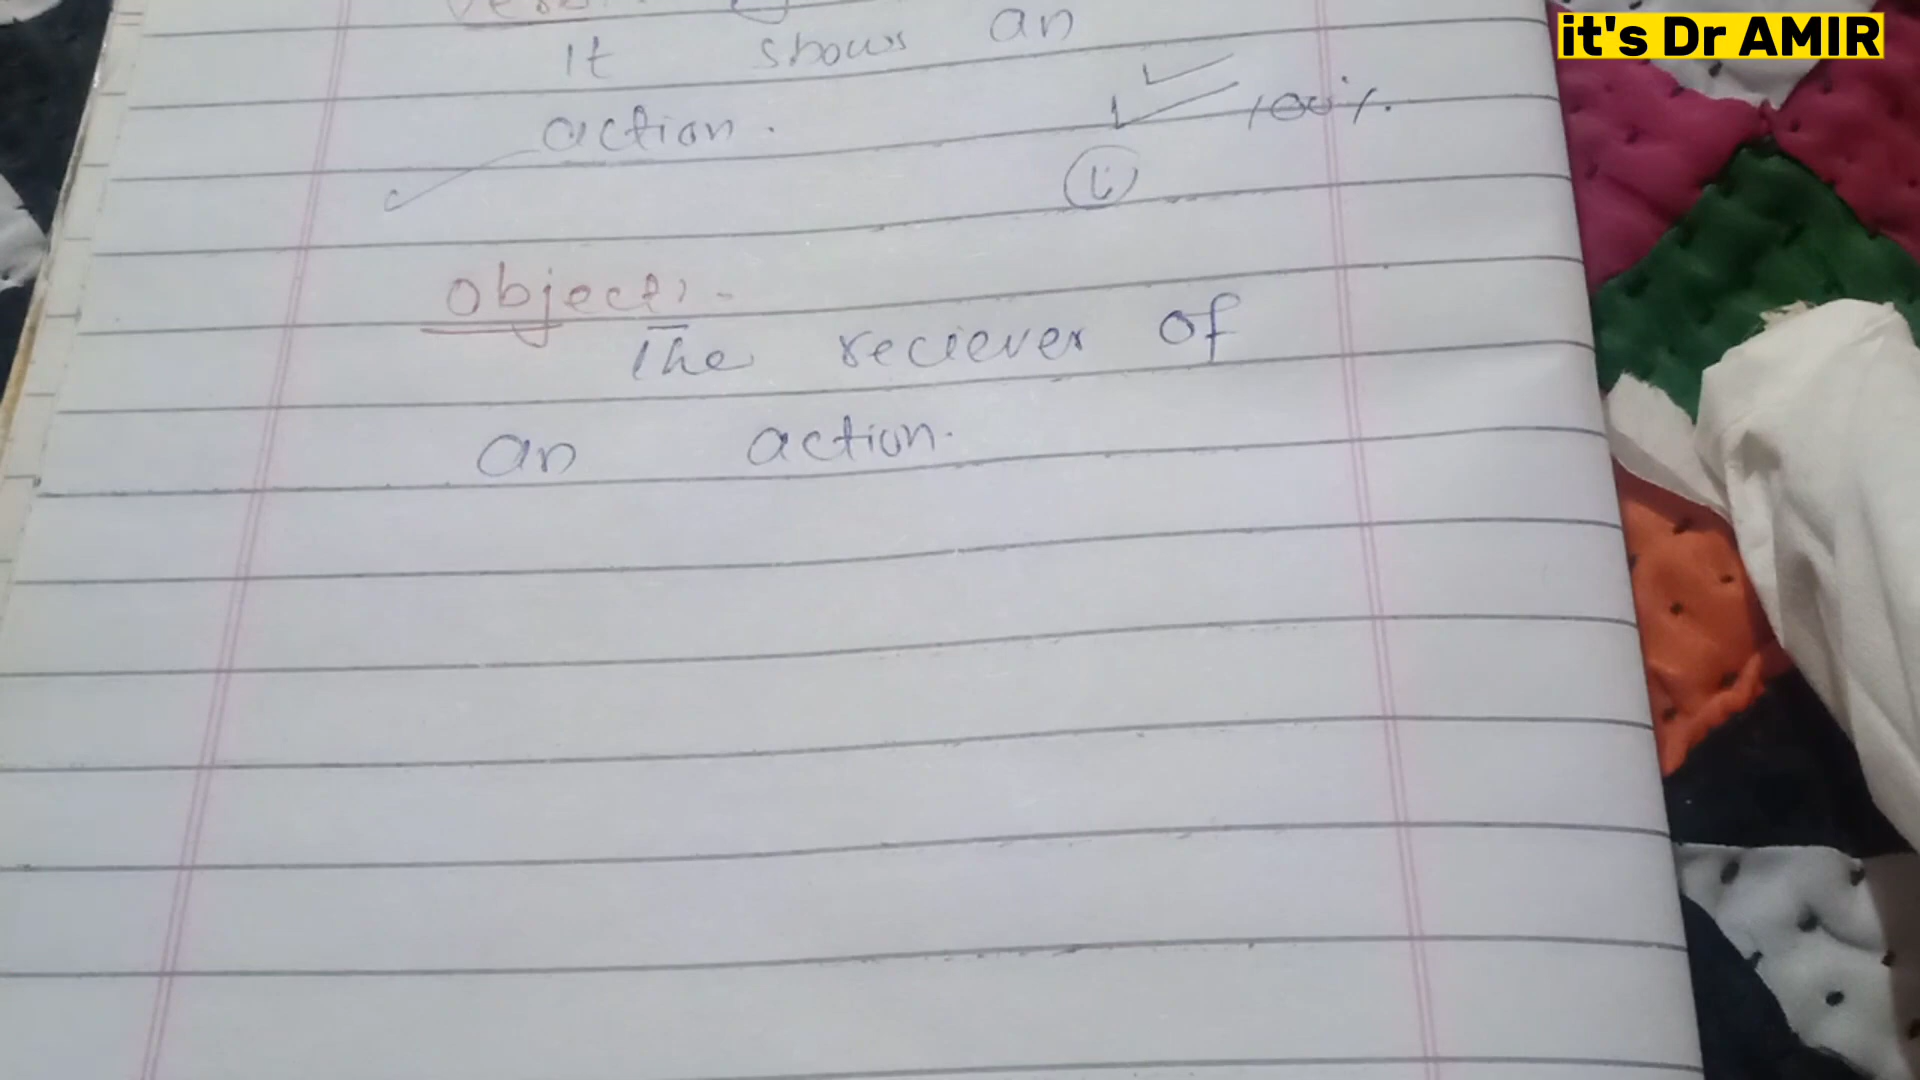 it's Dr AMIR
It shows an
action.
100%
object:-
The reciever of
an action.